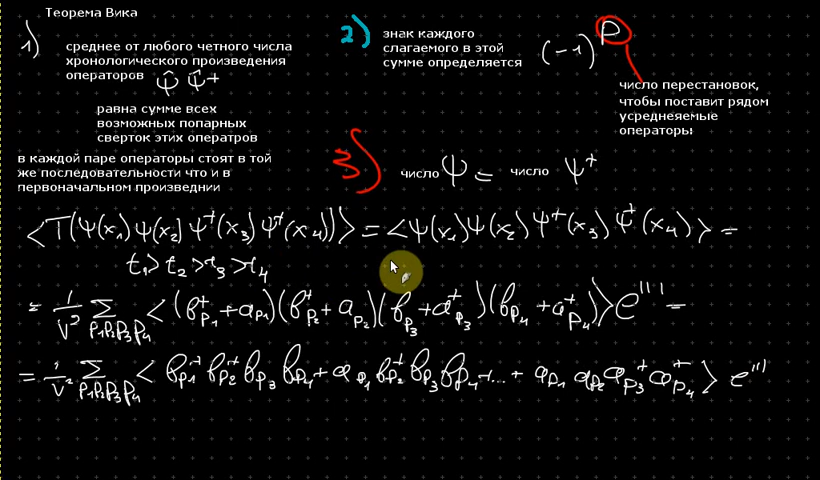 Теорема Вика
1)
среднее от любого четного числа
хронологического произведения
операторов ψ̂ ψ̂⁺
равна сумме всех
возможных попарных
сверток этих оператров
в каждой паре операторы стоят в той
же последовательности что и в
первоначальном произведнии
2)
знак каждого
слагаемого в этой
сумме определяется
(-1)^P
число перестановок,
чтобы поставит рядом
усредняемые
операторы
3)
число ψ = число ψ⁺
<T(ψ(x₁) ψ(x₂) ψ⁺(x₃) ψ⁺(x₄))> = <ψ(x₁)ψ(x₂) ψ⁺(x₃) ψ⁺(x₄)> =
t₁> t₂ >x₃ >x₄
= 1/V² Σ p₁p₂p₃p₄ <(b⁺p₁ + ap₁)(b⁺p₂ + ap₂)(bp₃ + a⁺p₃)(bp₄ + a⁺p₄)> e^''' =
= 1/V² Σ p₁p₂p₃p₄ < b⁺p₁ b⁺p₂ bp₃ bp₄ + ap₁ b⁺p₂ bp₃ bp₄ + ... + ap₁ ap₂ a⁺p₃ a⁺p₄ > e^'''